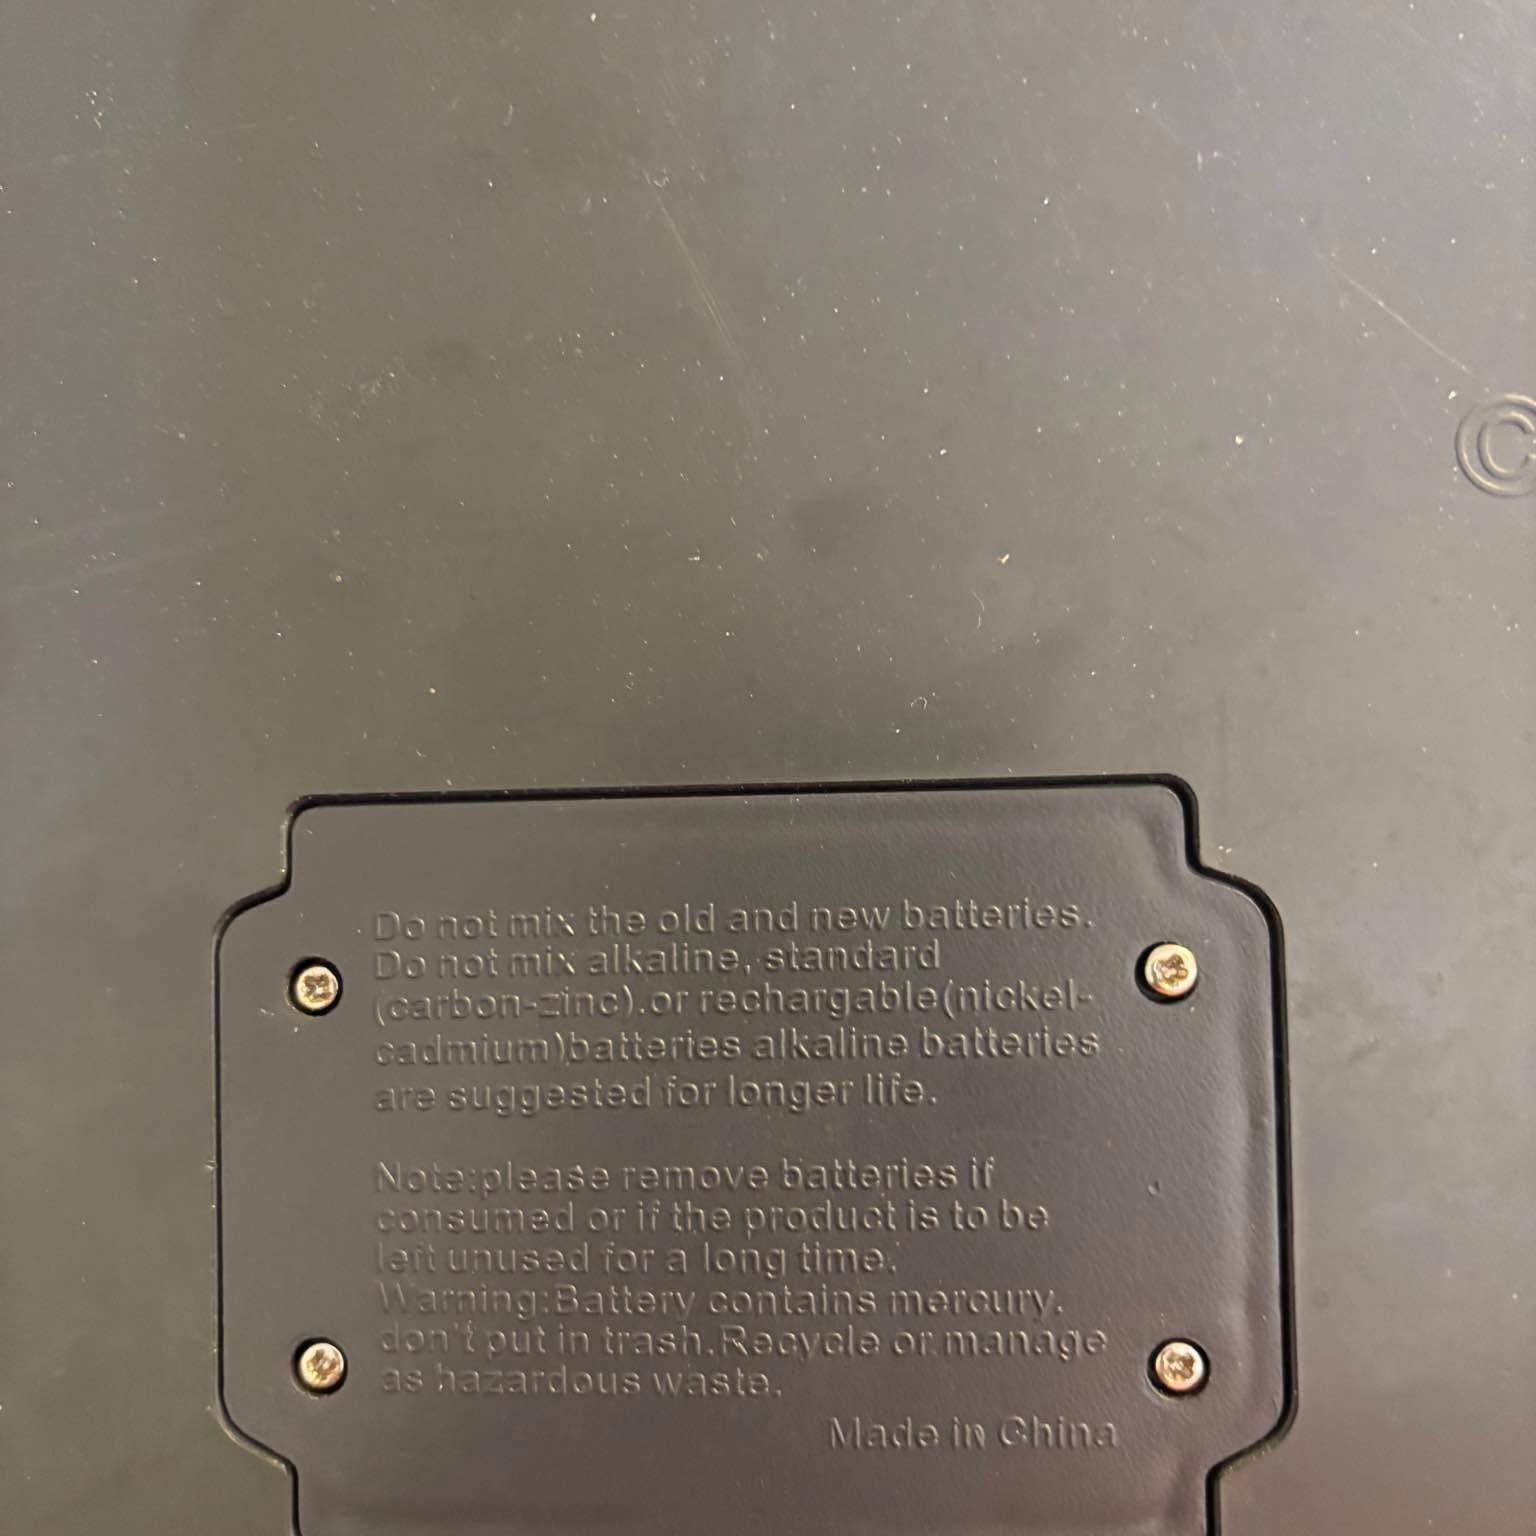 ©
Do not mix the old and new batteries.
Do not mix alkaline, standard
(carbon-zinc).or rechargable(nickel-
cadmium)batteries alkaline batteries
are suggested for longer life.
Note:please remove batteries if
consumed or if the product is to be
left unused for a long time.
Warning:Battery contains mercury.
don't put in trash.Recycle or manage
as hazardous waste.
Made in China